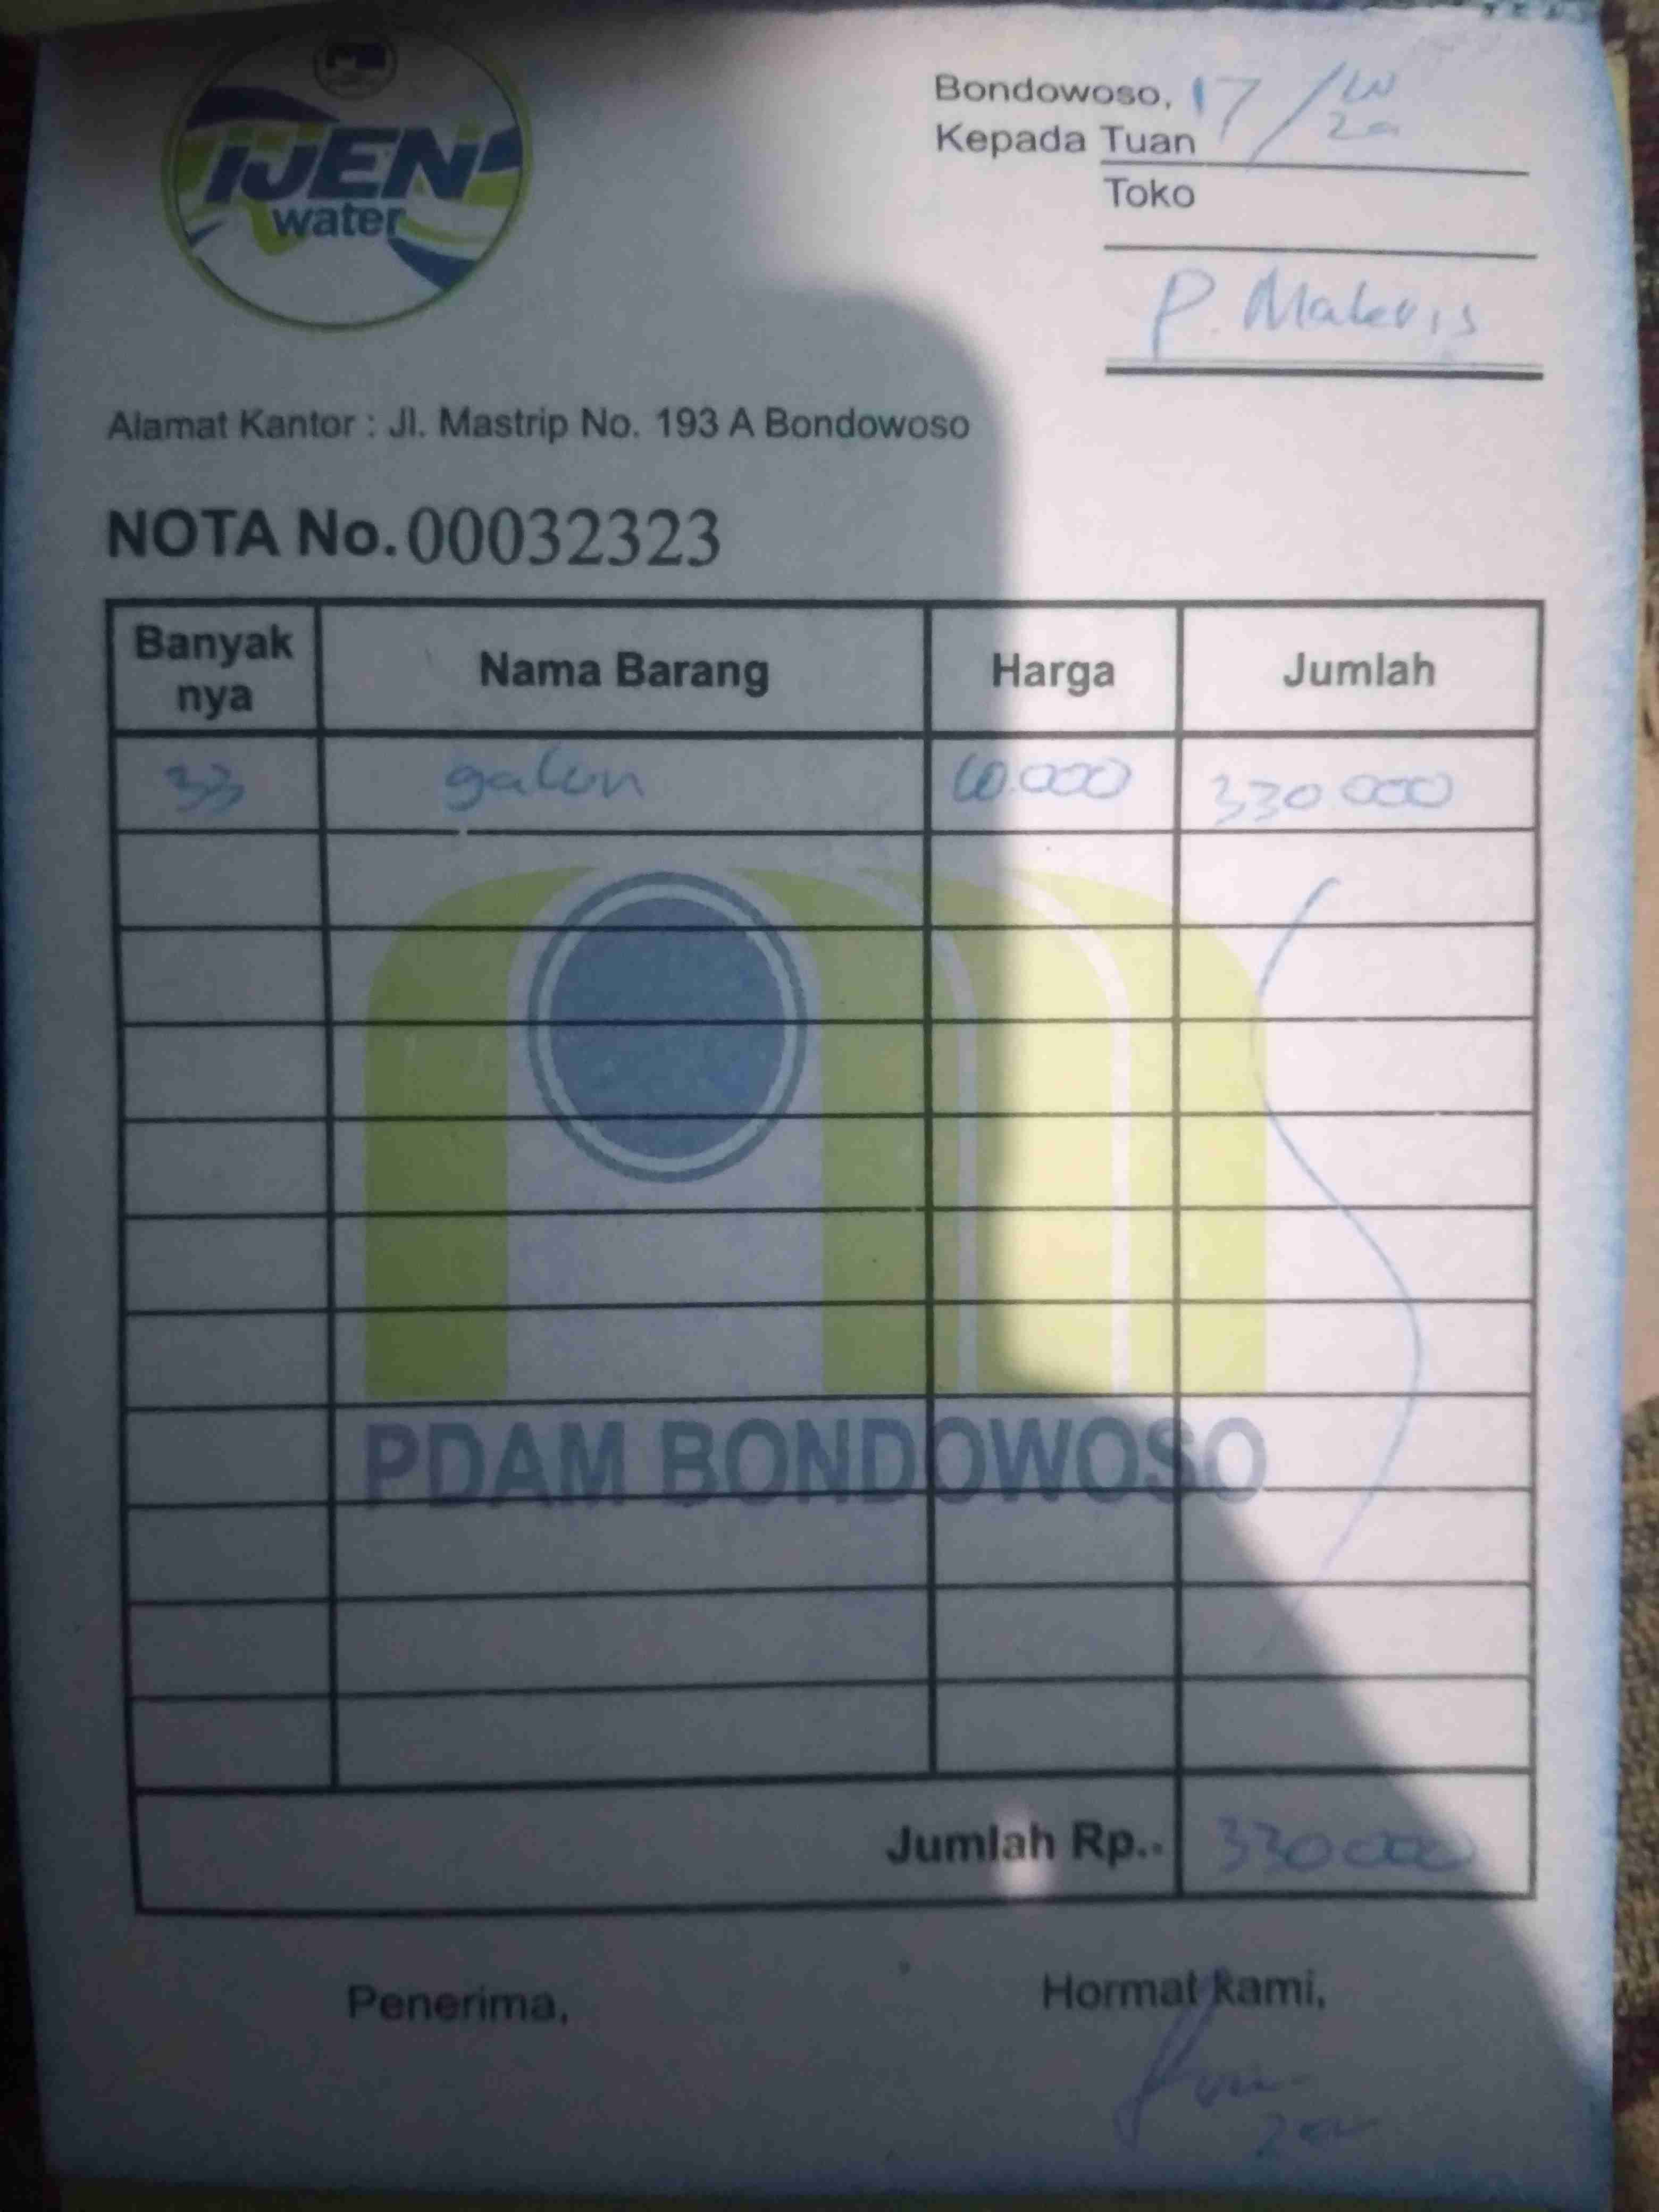 IJEN
water
Bondowoso, 17/10 20
Kepada Tuan
Toko
Alamat Kantor : Jl. Mastrip No. 193 A Bondowoso
NOTA No. 00032323
Banyak nya Nama Barang Harga Jumlah
33 galon 10.000 330 000
PDAM BONDOWOSO
Jumlah Rp.. 330 000
Penerima, Hormat kami,